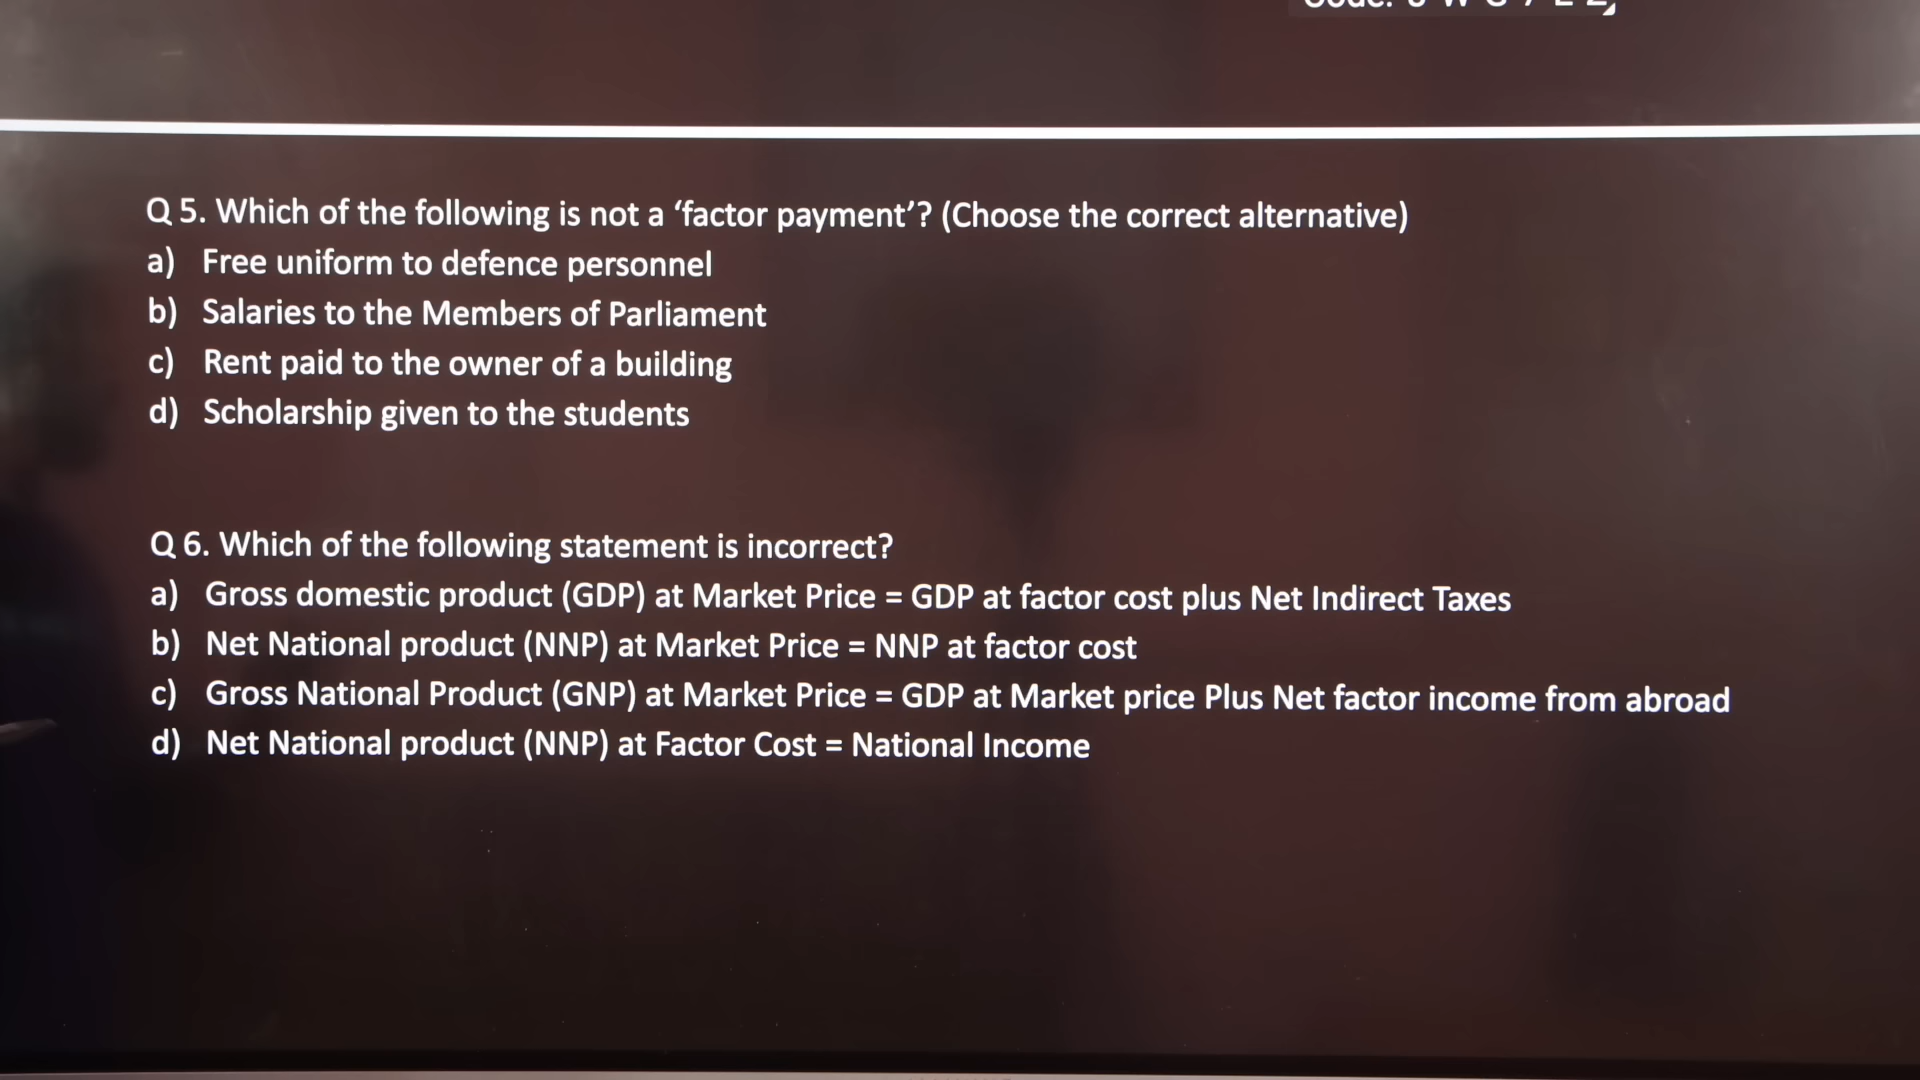 Q 5. Which of the following is not a ‘factor payment’? (Choose the correct alternative)
a) Free uniform to defence personnel
b) Salaries to the Members of Parliament
c) Rent paid to the owner of a building
d) Scholarship given to the students
Q 6. Which of the following statement is incorrect?
a) Gross domestic product (GDP) at Market Price = GDP at factor cost plus Net Indirect Taxes
b) Net National product (NNP) at Market Price = NNP at factor cost
c) Gross National Product (GNP) at Market Price = GDP at Market price Plus Net factor income from abroad
d) Net National product (NNP) at Factor Cost = National Income